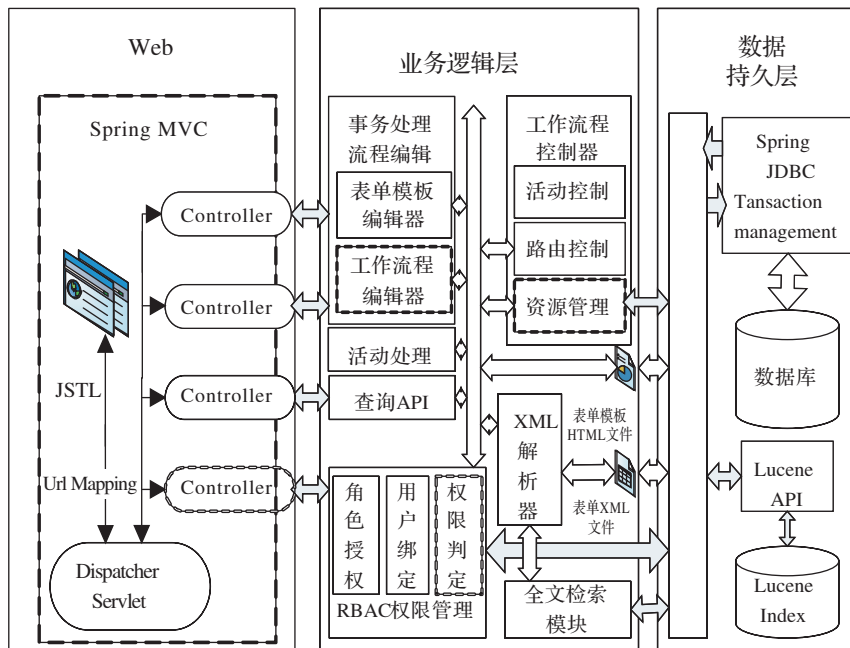 Web
Spring MVC
Controller
Controller
Controller
Controller
JSTL
Url Mapping
Dispatcher
Servlet
业务逻辑层
事务处理
流程编辑
表单模板
编辑器
工作流程
编辑器
活动处理
查询API
角
色
授
权
用
户
绑
定
权
限
判
定
RBAC权限管理
工作流程
控制器
活动控制
路由控制
资源管理
XML
解
析
器
表单模板
HTML文件
表单XML
文件
全文检索
模块
数据
持久层
Spring
JDBC
Tansaction
management
数据库
Lucene
API
Lucene
Index